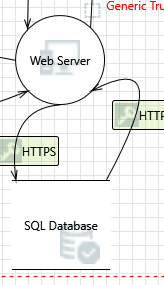 Generic Tru
Web Server
HTTP
HTTPS
SQL Database